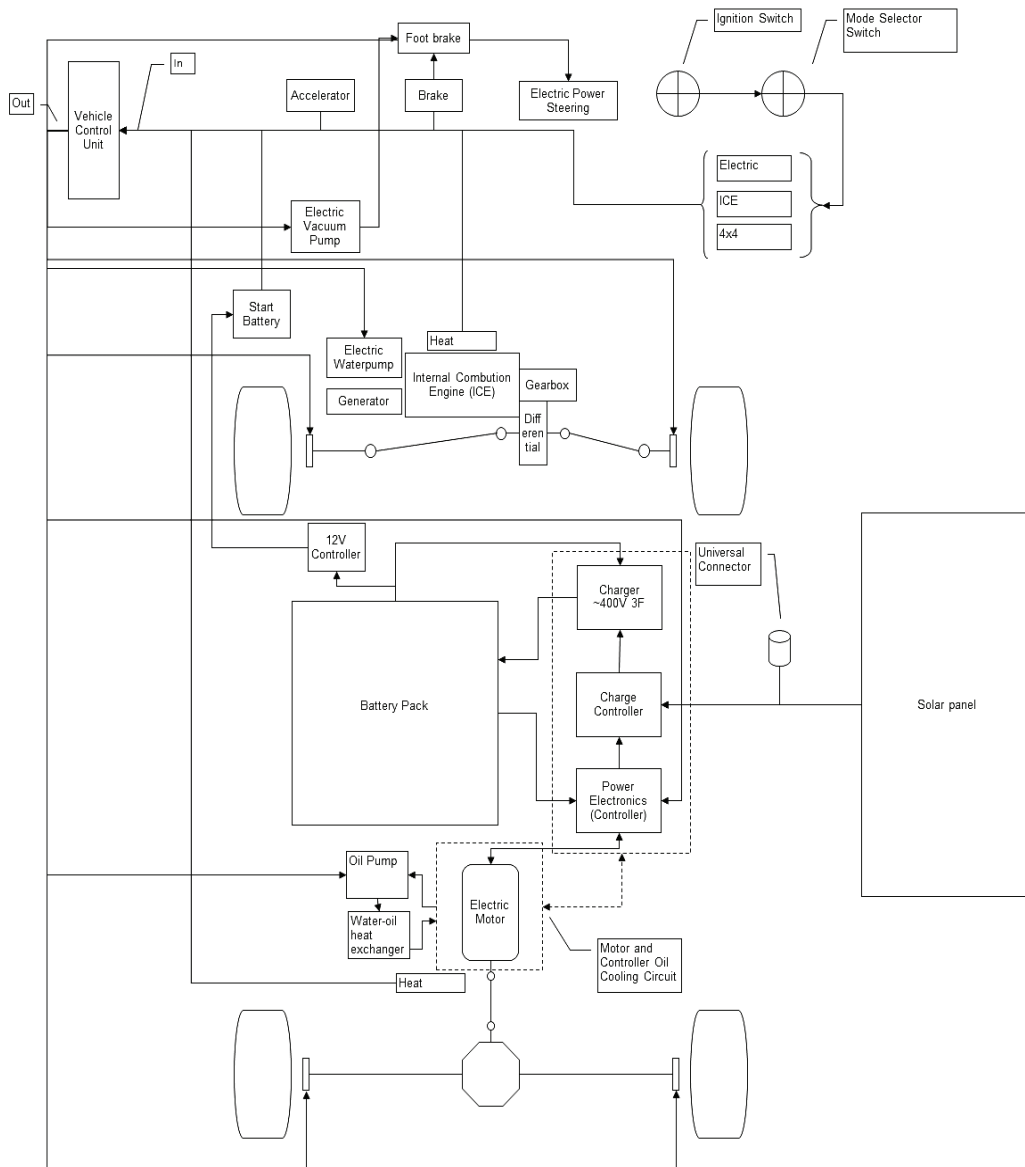 Ignition Switch
Mode Selector
Switch
Foot brake
In
Out
Vehicle
Control
Unit
Accelerator
Brake
Electric Power
Steering
Electric
ICE
4x4
Electric
Vacuum
Pump
Start
Battery
Heat
Electric
Waterpump
Internal Combution
Engine (ICE)
Gearbox
Generator
Diff
eren
tial
12V
Controller
Universal
Connector
Charger
~400V 3F
Battery Pack
Charge
Controller
Solar panel
Power
Electronics
(Controller)
Oil Pump
Electric
Motor
Water-oil
heat
exchanger
Motor and
Controller Oil
Cooling Circuit
Heat